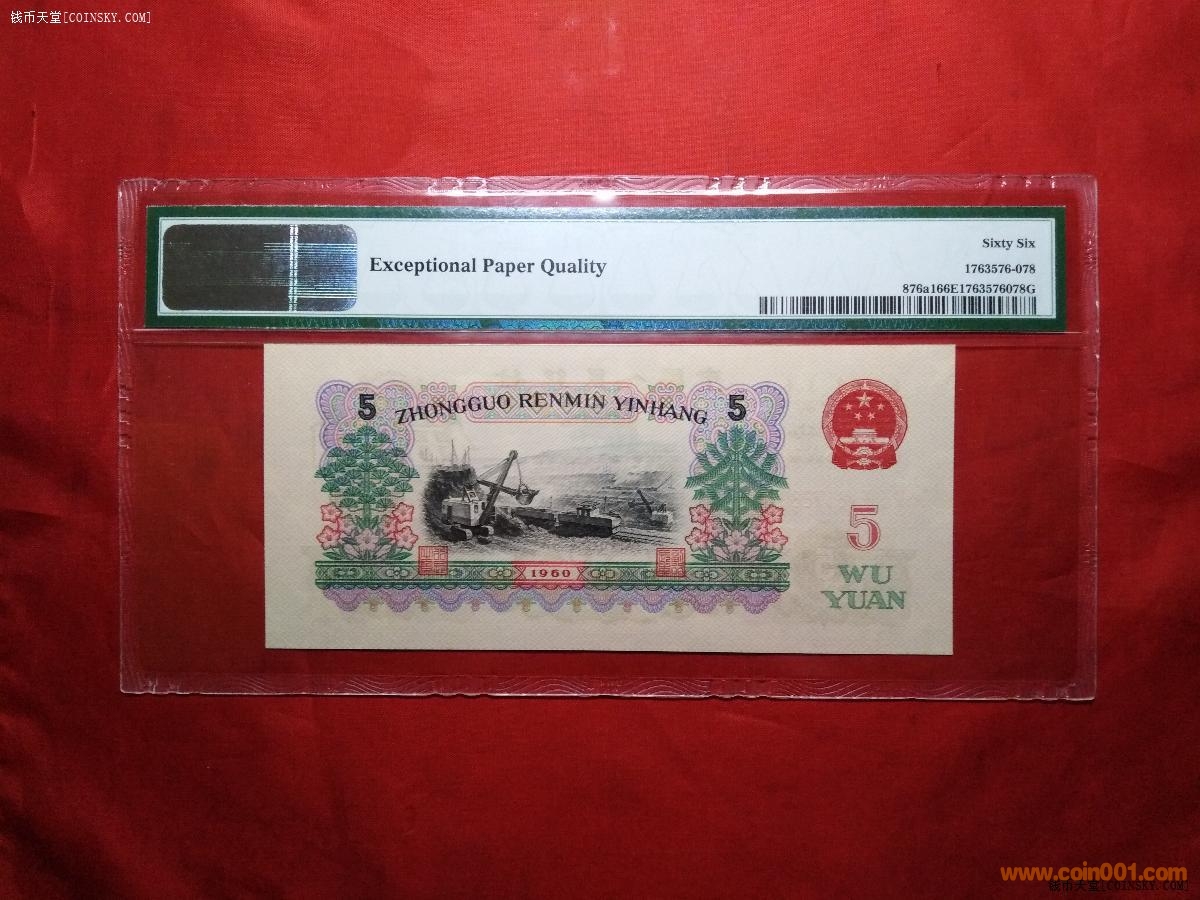 钱币天堂[COINSKY.COM]
Exceptional Paper Quality
Sixty Six
1763576-078
876a166E1763576078G
5 ZHONGGUO RENMIN YINHANG 5
5
1960
WU
YUAN
www.coin001.com
钱币天堂[COINSKY.COM]